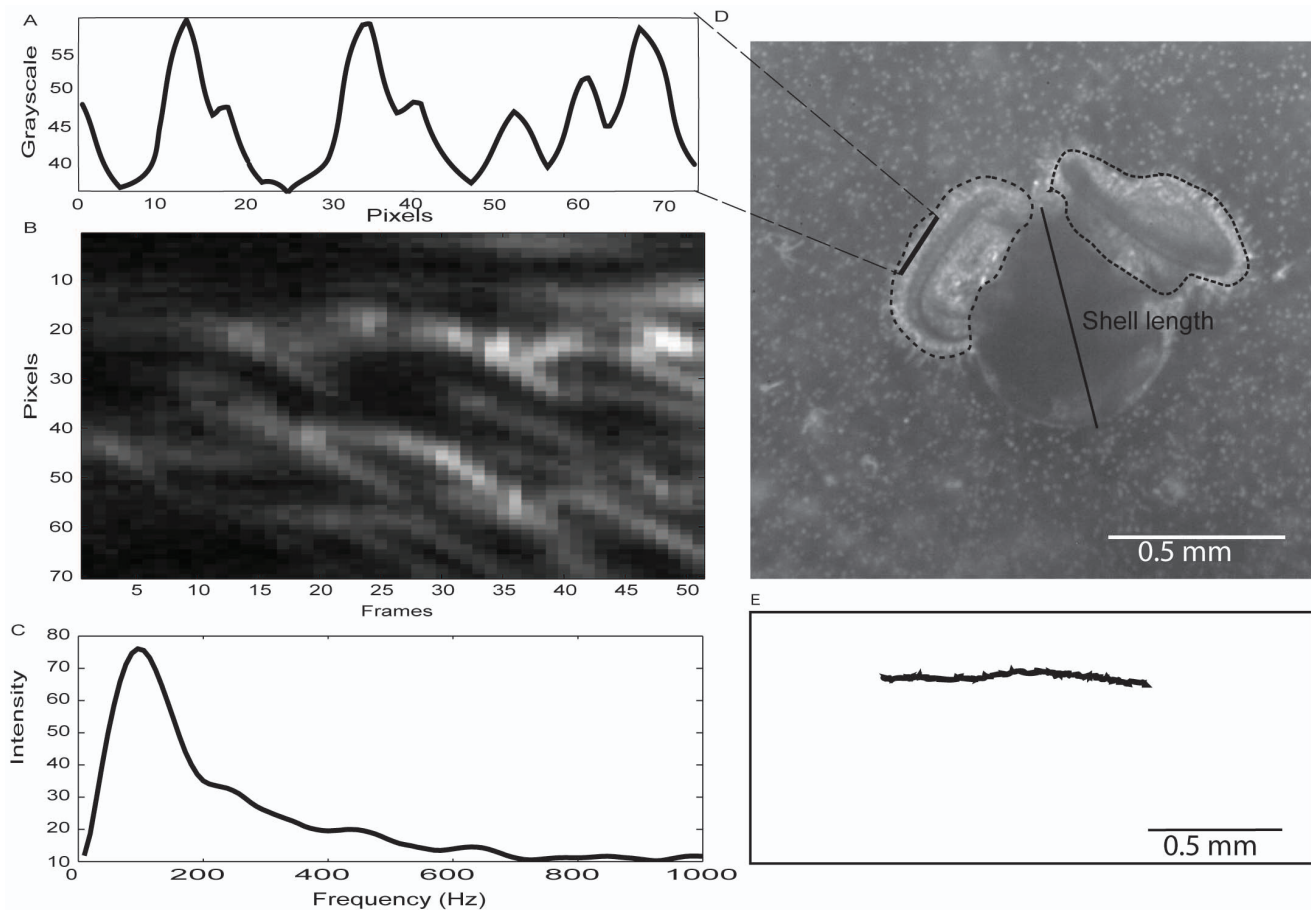 A
Grayscale
55
50
45
40
0 10 20 30 40 50 60 70
Pixels
B
Pixels
10
20
30
40
50
60
70
5 10 15 20 25 30 35 40 45 50
Frames
C
Intensity
80
70
60
50
40
30
20
10
0 200 400 600 800 1000
Frequency (Hz)
D
Shell length
0.5 mm
E
0.5 mm